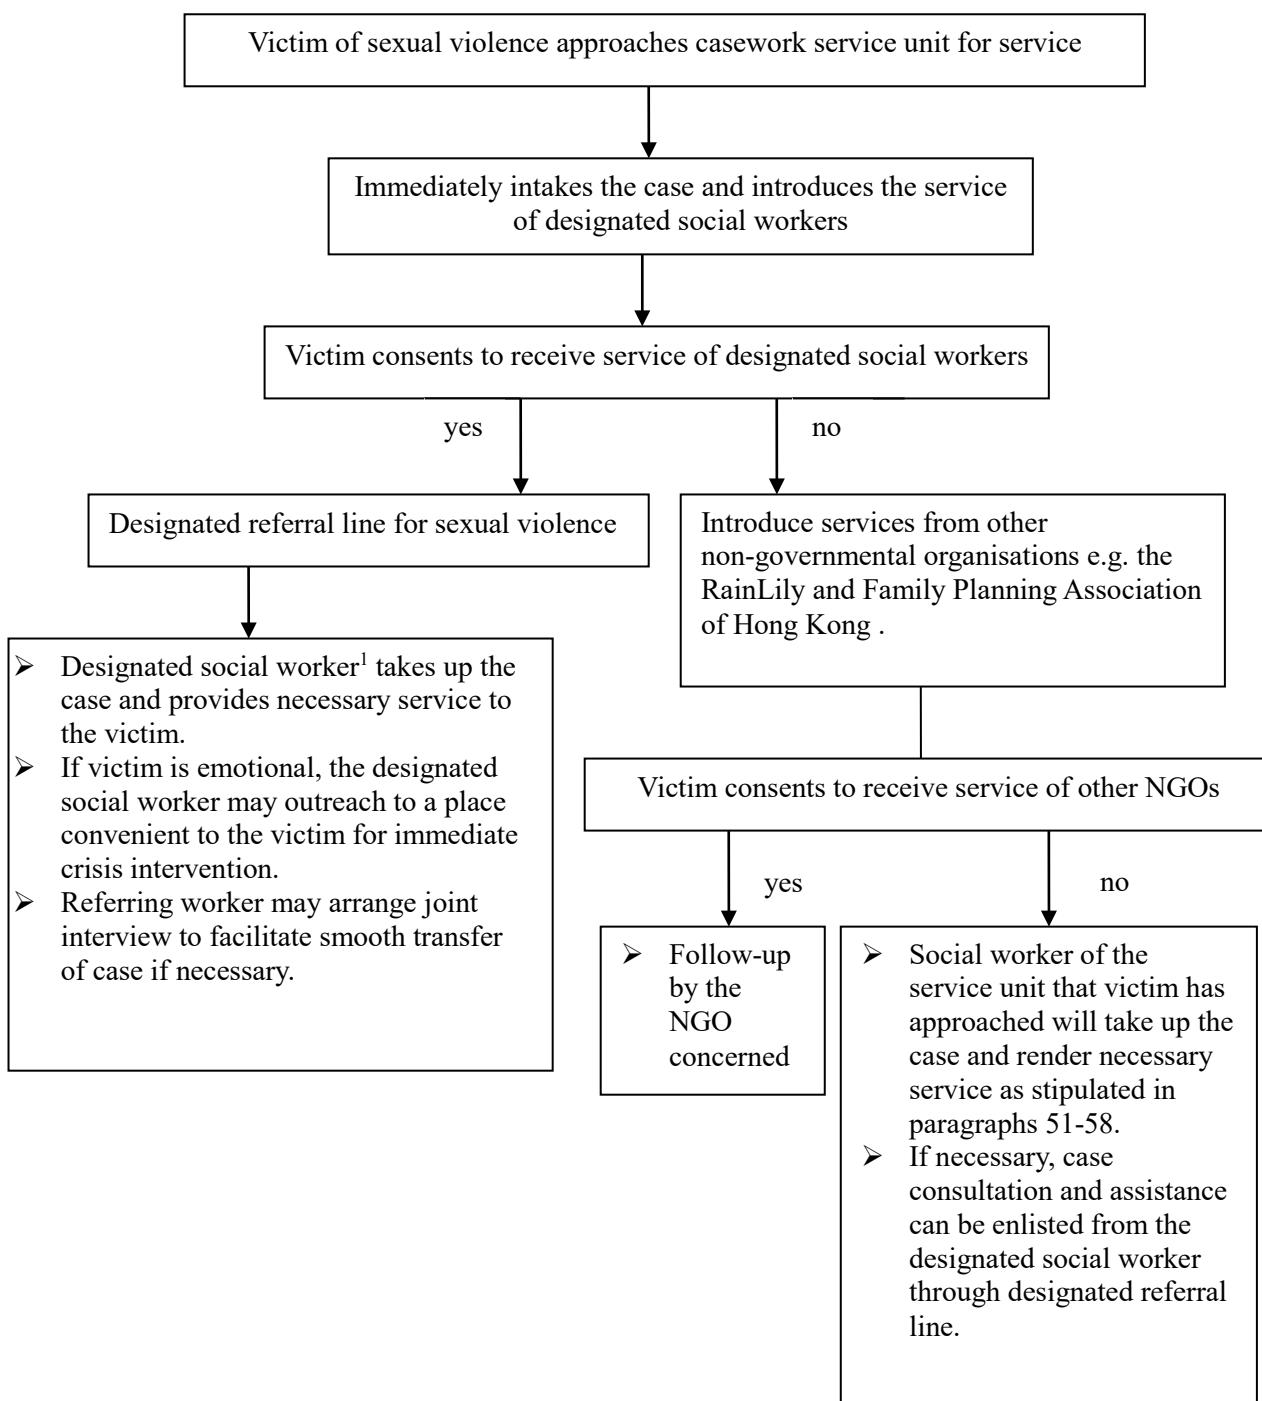 Victim of sexual violence approaches casework service unit for service
Immediately intakes the case and introduces the service
of designated social workers
Victim consents to receive service of designated social workers
yes
no
Designated referral line for sexual violence
Introduce services from other
non-governmental organisations e.g. the
RainLily and Family Planning Association
of Hong Kong .
➢ Designated social worker¹ takes up the
case and provides necessary service to
the victim.
➢ If victim is emotional, the designated
social worker may outreach to a place
convenient to the victim for immediate
crisis intervention.
➢ Referring worker may arrange joint
interview to facilitate smooth transfer
of case if necessary.
Victim consents to receive service of other NGOs
yes
no
➢ Follow-up
by the
NGO
concerned
➢ Social worker of the
service unit that victim has
approached will take up the
case and render necessary
service as stipulated in
paragraphs 51-58.
➢ If necessary, case
consultation and assistance
can be enlisted from the
designated social worker
through designated referral
line.